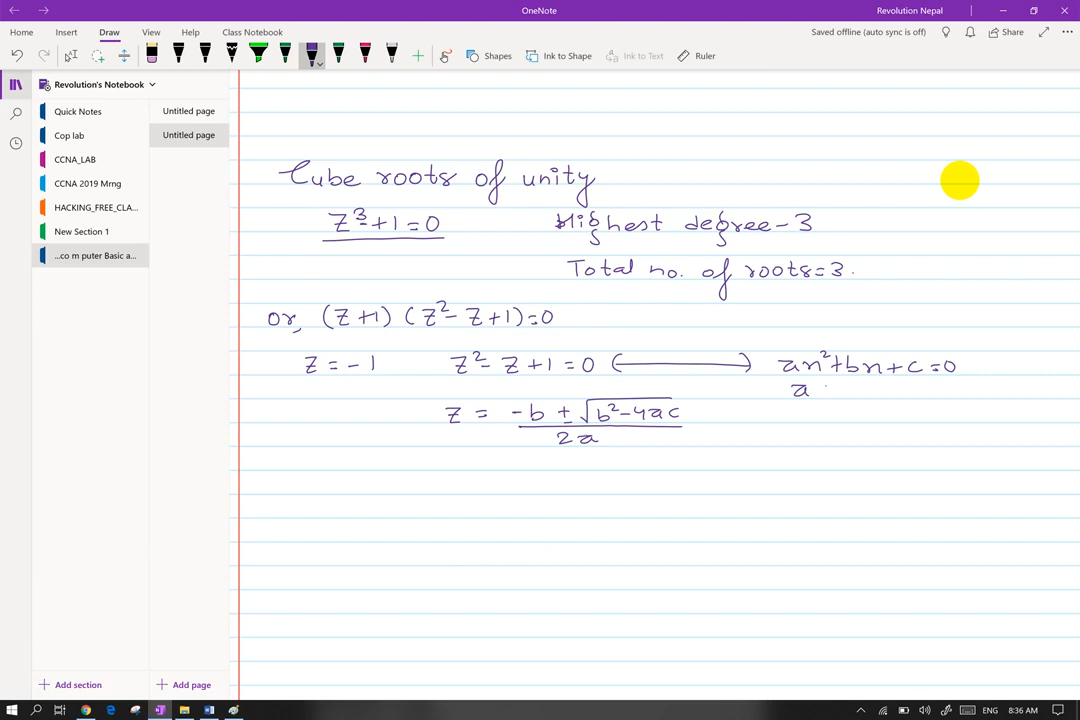 OneNote
Revolution Nepal
Home Insert Draw View Help Class Notebook
Saved offline (auto sync is off)
Share
Shapes Ink to Shape Ink to Text Ruler
Revolution's Notebook
Quick Notes
Cop lab
CCNA_LAB
CCNA 2019 Mrng
HACKING_FREE_CLA...
New Section 1
...co m puter Basic a...
Untitled page
Untitled page
Cube roots of unity
z³+1=0 Highest degree-3
Total no. of roots=3.
or, (z+1) (z²-z+1)=0
z=-1 z²-z+1=0 ⟷ ax²+bx+c=0
a
z = (-b ± √(b²-4ac))/2a
+ Add section
+ Add page
ENG 8:36 AM